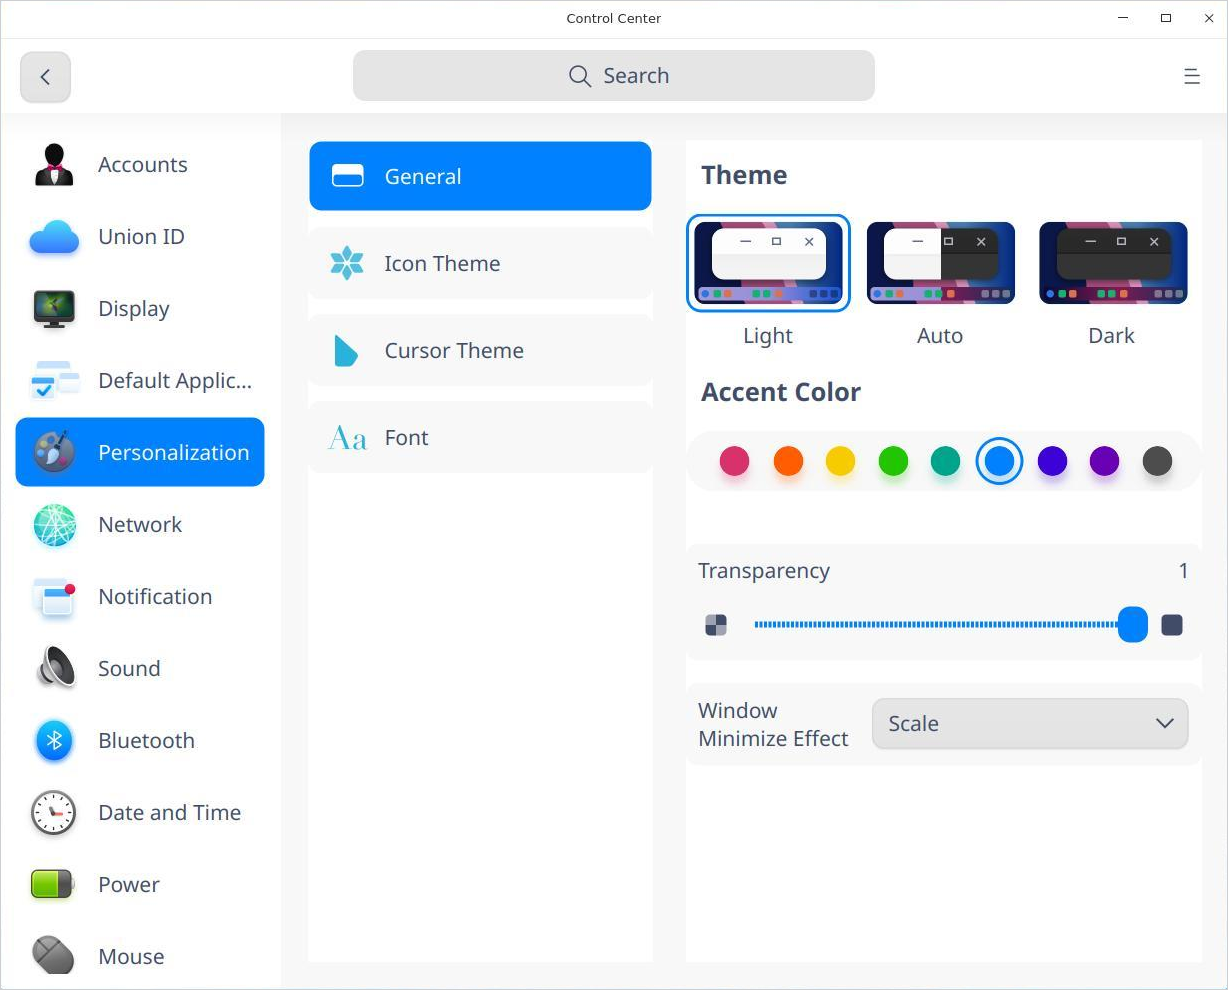 Control Center
Search
Accounts
Union ID
Display
Default Applic...
Personalization
Network
Notification
Sound
Bluetooth
Date and Time
Power
Mouse
General
Icon Theme
Cursor Theme
Aa Font
Theme
Light Auto Dark
Accent Color
Transparency 1
Window
Minimize Effect
Scale